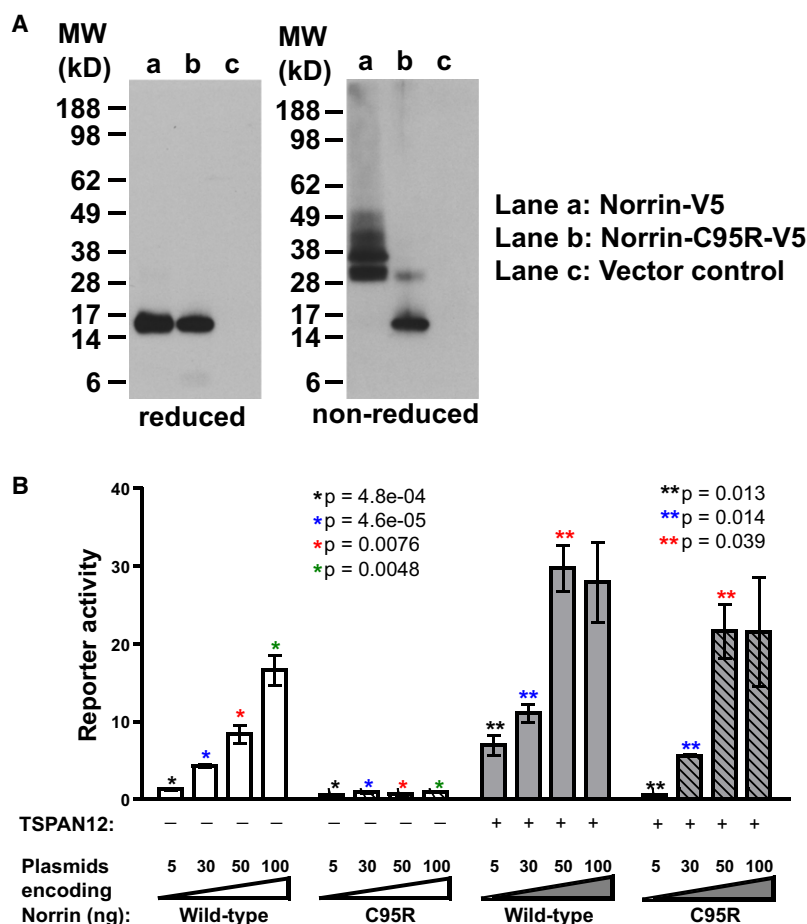 A
MW
(kD)
a b c
188
98
62
49
38
28
17
14
6
reduced
MW
(kD)
a b c
188
98
62
49
38
28
17
14
6
non-reduced
Lane a: Norrin-V5
Lane b: Norrin-C95R-V5
Lane c: Vector control
B
Reporter activity
40
30
20
10
0
*p = 4.8e-04
*p = 4.6e-05
*p = 0.0076
*p = 0.0048
**p = 0.013
**p = 0.014
**p = 0.039
* * * *
* * * *
** ** **
** ** **
TSPAN12: – – – – – – – – + + + + + + + +
Plasmids encoding Norrin (ng):
5 30 50 100 5 30 50 100 5 30 50 100 5 30 50 100
Wild-type C95R Wild-type C95R